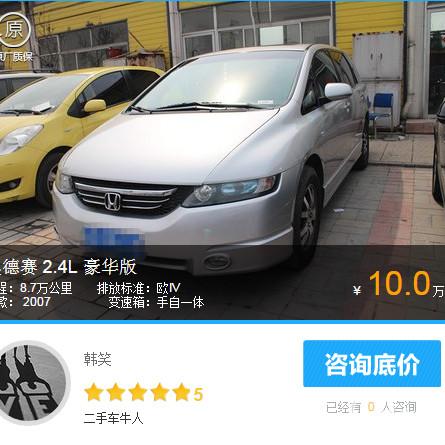 原
厂质保
德赛 2.4L 豪华版
程：8.7万公里 排放标准：欧Ⅳ
款：2007 变速箱：手自一体
¥ 10.0万
韩笑
咨询底价
5
二手车牛人
已经有 0 人咨询